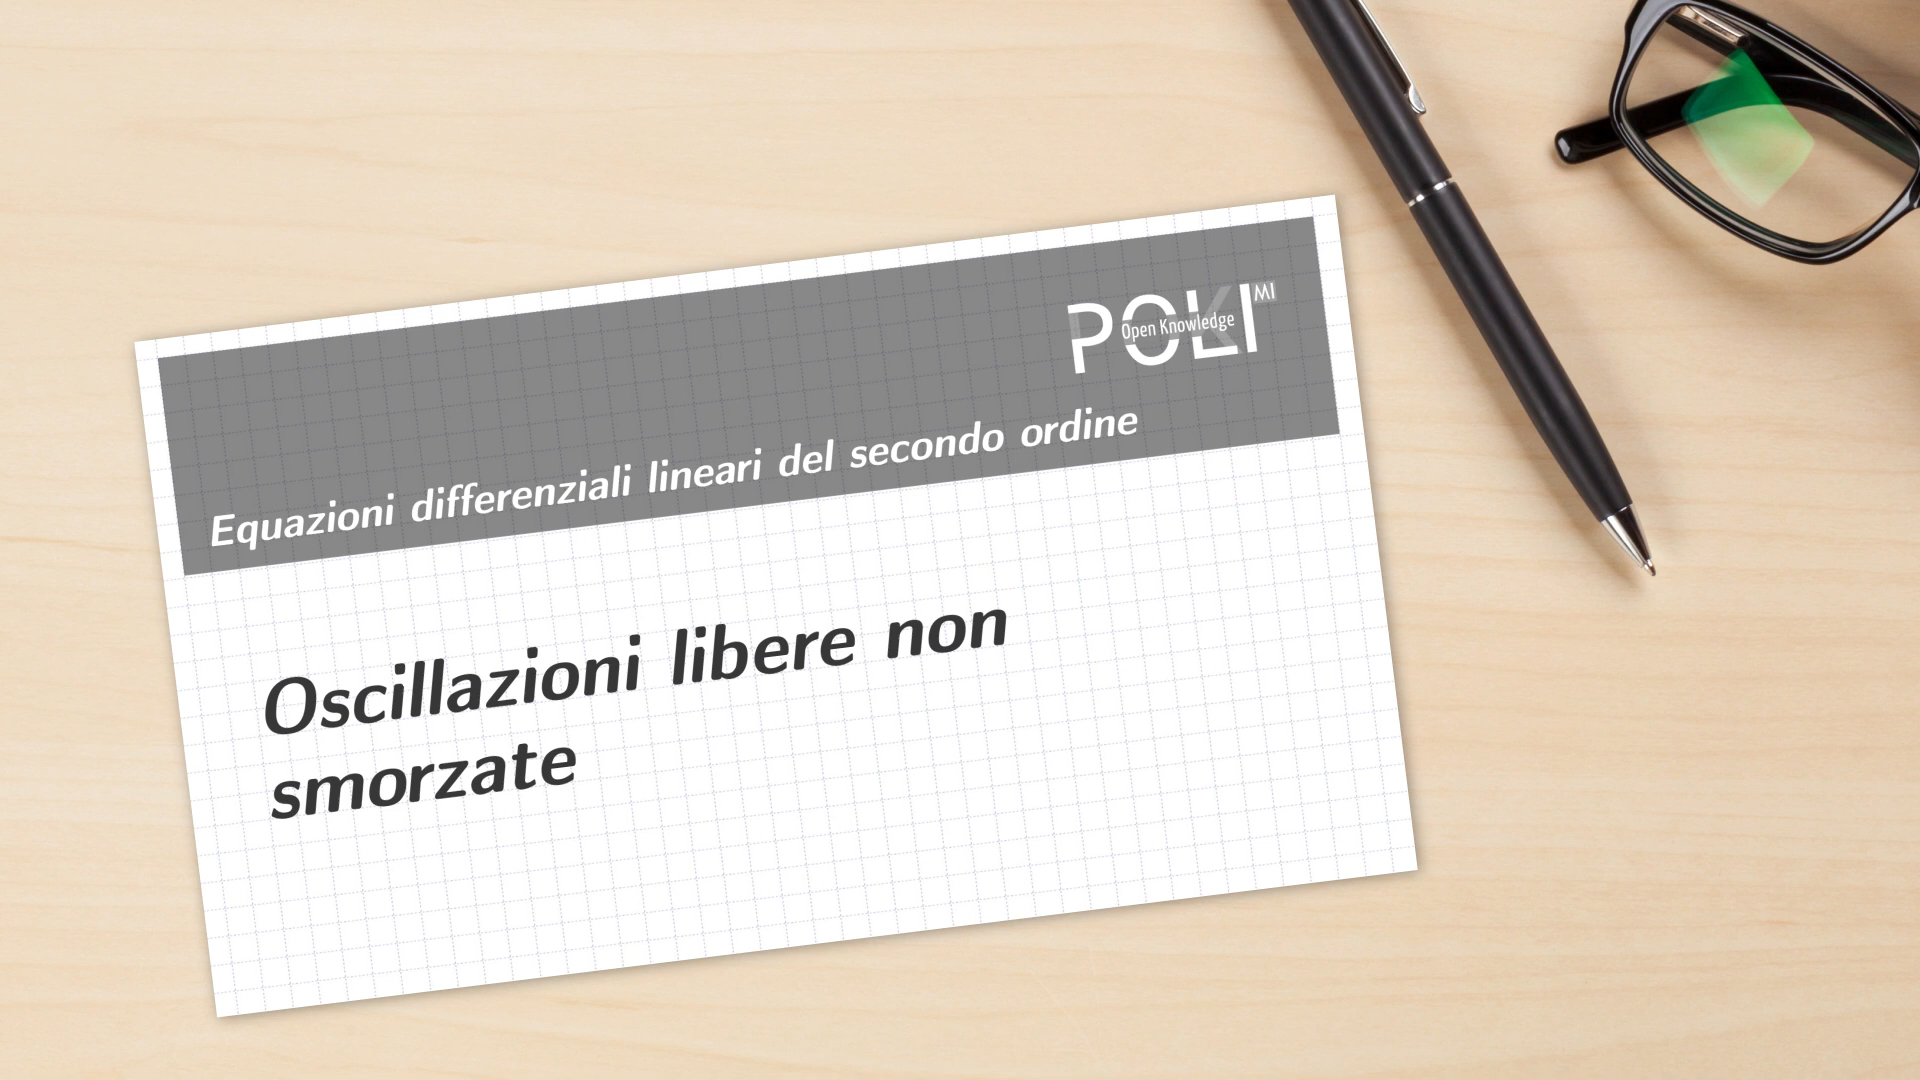 POLI MI
Open Knowledge
Equazioni differenziali lineari del secondo ordine
Oscillazioni libere non
smorzate